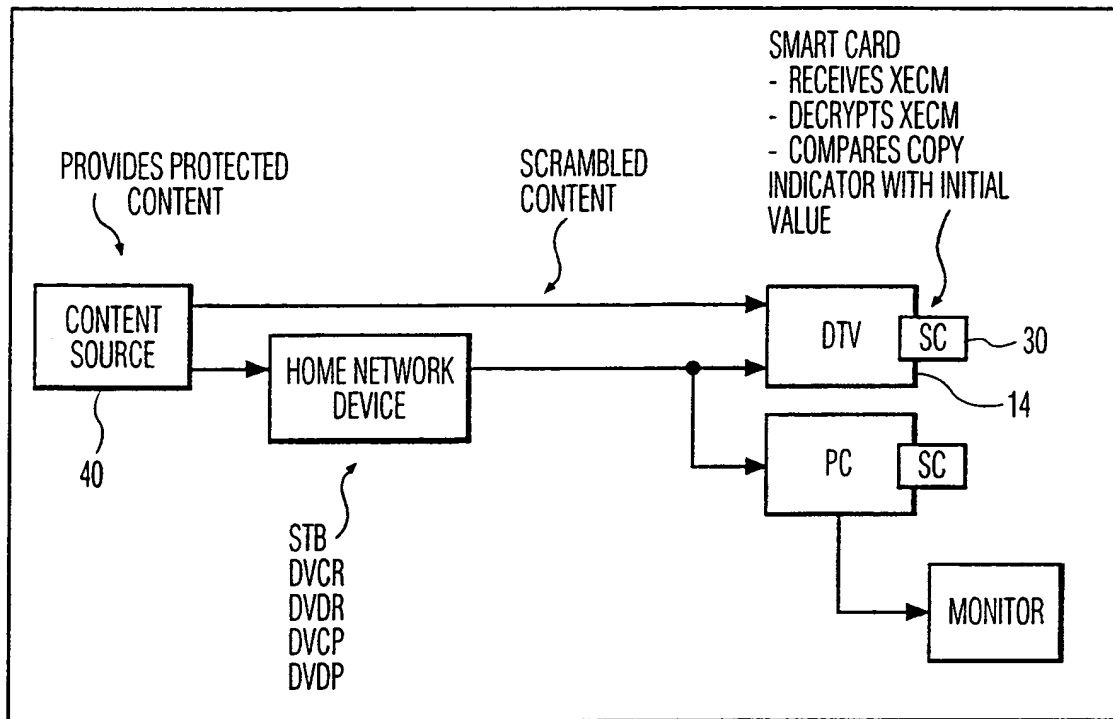 SMART CARD
- RECEIVES XECM
- DECRYPTS XECM
- COMPARES COPY
INDICATOR WITH INITIAL
VALUE
PROVIDES PROTECTED
CONTENT
SCRAMBLED
CONTENT
CONTENT
SOURCE
40
HOME NETWORK
DEVICE
STB
DVCR
DVDR
DVCP
DVDP
DTV
SC
30
14
PC
SC
MONITOR